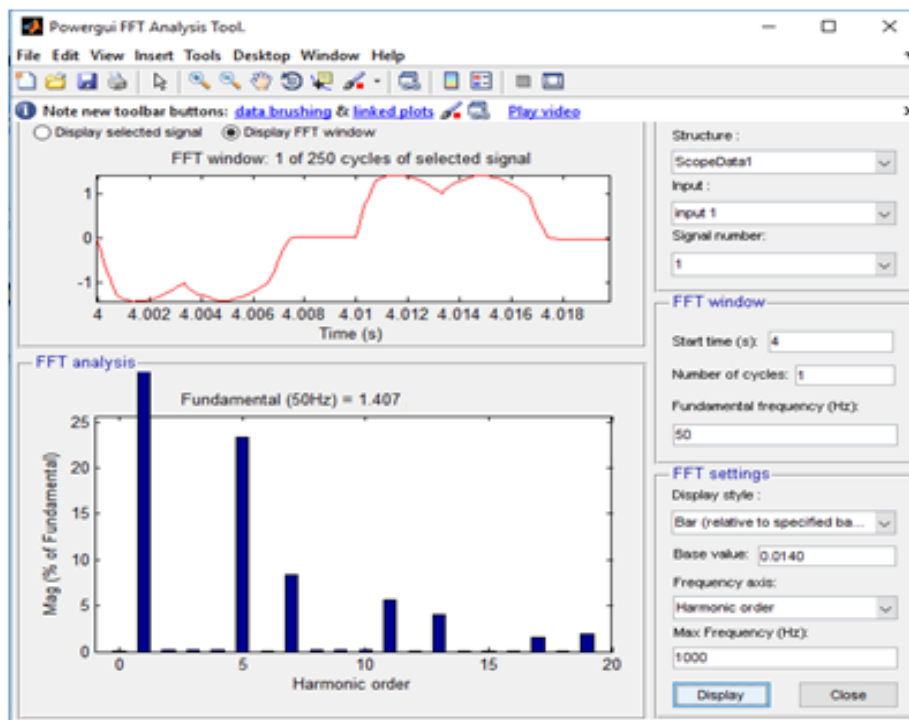 Powergui FFT Analysis Tool.
File Edit View Insert Tools Desktop Window Help
Note new toolbar buttons: data brushing & linked plots Play video
Display selected signal Display FFT window
FFT window: 1 of 250 cycles of selected signal
1
0
-1
4 4.002 4.004 4.006 4.008 4.01 4.012 4.014 4.016 4.018
Time (s)
FFT analysis
Fundamental (50Hz) = 1.407
25
20
15
10
5
0
Mag (% of Fundamental)
0 5 10 15 20
Harmonic order
Structure :
ScopeData1
Input :
input 1
Signal number:
1
FFT window
Start time (s): 4
Number of cycles: 1
Fundamental frequency (Hz):
50
FFT settings
Display style :
Bar (relative to specified ba...
Base value: 0.0140
Frequency axis:
Harmonic order
Max Frequency (Hz):
1000
Display Close